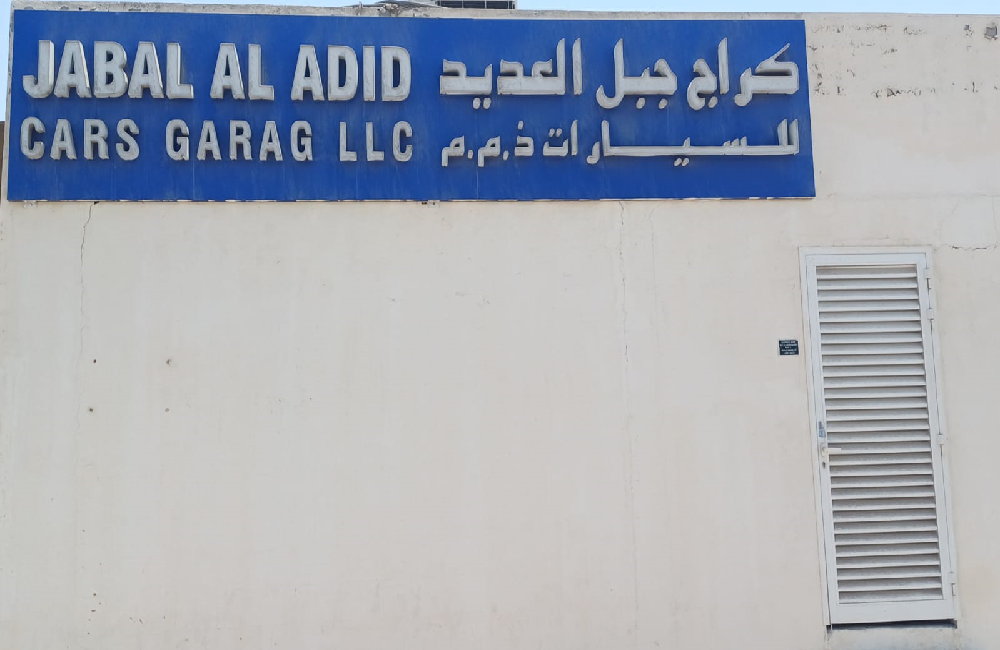 JABAL AL ADID
كراج جبل العديد
CARS GARAG LLC
للسيارات ذ.م.م.